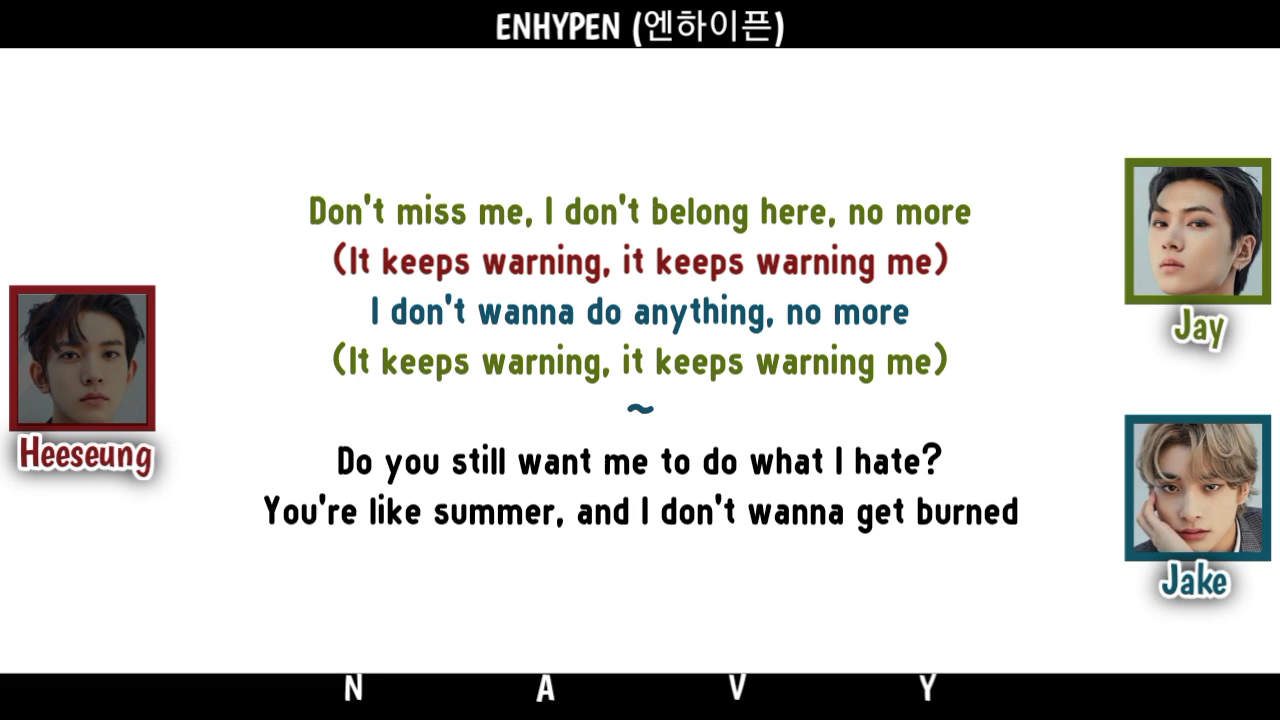 ENHYPEN (엔하이픈)
Don't miss me, I don't belong here, no more
(It keeps warning, it keeps warning me)
I don't wanna do anything, no more
(It keeps warning, it keeps warning me)
~
Do you still want me to do what I hate?
You're like summer, and I don't wanna get burned
Heeseung
Jay
Jake
N A V Y